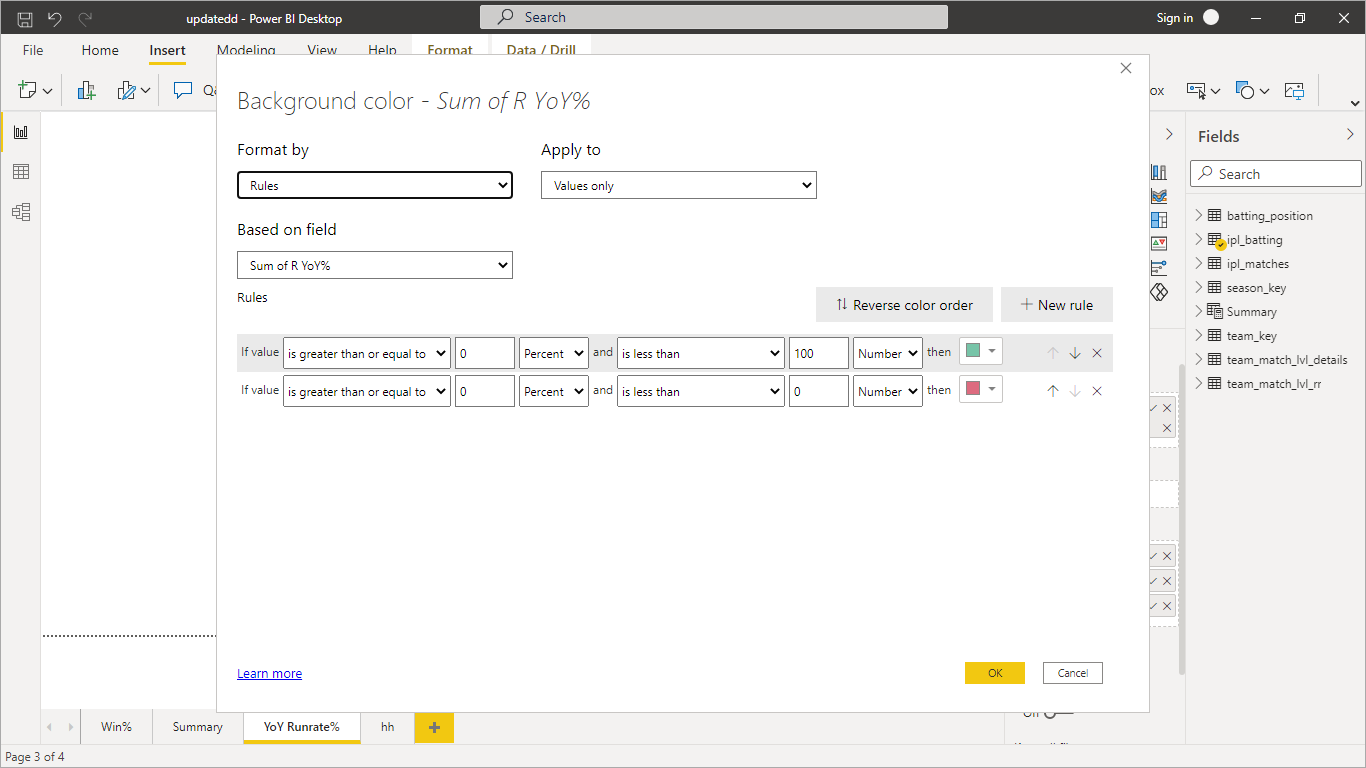 updatedd - Power BI Desktop
Search
Sign in
File
Home
Insert
Modeling
View
Help
Format
Data / Drill
Background color - Sum of R YoY%
Format by
Apply to
Rules
Values only
Based on field
Sum of R YoY%
Rules
Reverse color order
New rule
If value is greater than or equal to 0 Percent and is less than 100 Number then
If value is greater than or equal to 0 Percent and is less than 0 Number then
Learn more
OK
Cancel
Fields
Search
batting_position
ipl_batting
ipl_matches
season_key
Summary
team_key
team_match_lvl_details
team_match_lvl_rr
Off
Win%
Summary
YoY Runrate%
hh
Page 3 of 4